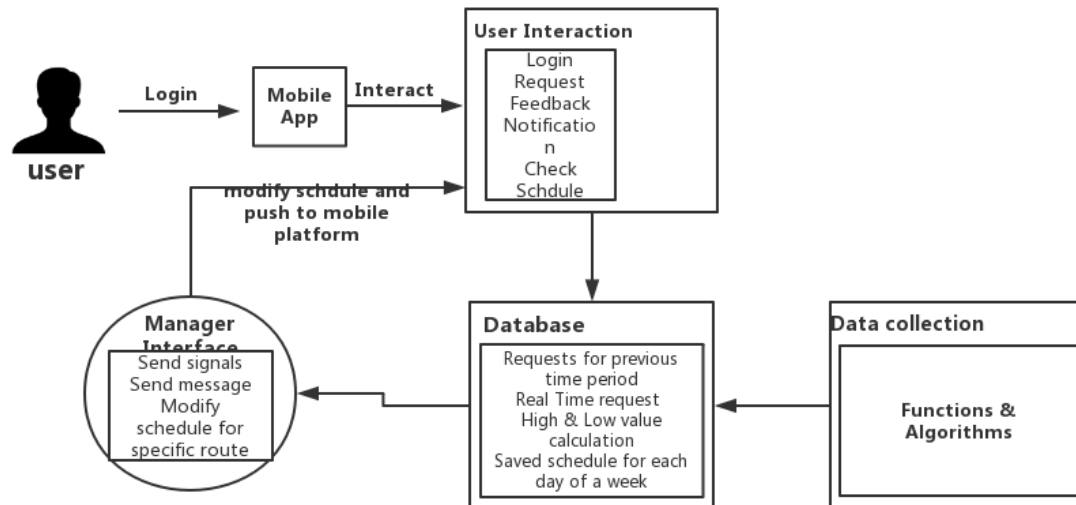 User Interaction
Login
Request
Feedback
Notificatio
n
Check
Schdule
Login
Mobile
App
Interact
user
modify schdule and
push to mobile
platform
Manager
Interface
Send signals
Send message
Modify
schedule for
specific route
Database
Requests for previous
time period
Real Time request
High & Low value
calculation
Saved schedule for each
day of a week
Data collection
Functions &
Algorithms